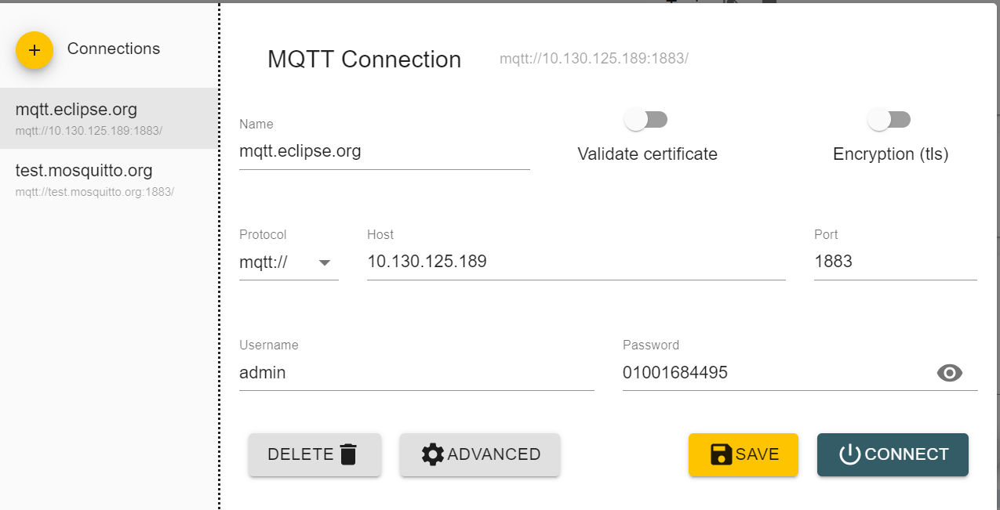 Connections
mqtt.eclipse.org
mqtt://10.130.125.189:1883/
test.mosquitto.org
mqtt://test.mosquitto.org:1883/
MQTT Connection mqtt://10.130.125.189:1883/
Name
mqtt.eclipse.org
Validate certificate
Encryption (tls)
Protocol Host Port
mqtt:// 10.130.125.189 1883
Username Password
admin 01001684495
DELETE ADVANCED SAVE CONNECT